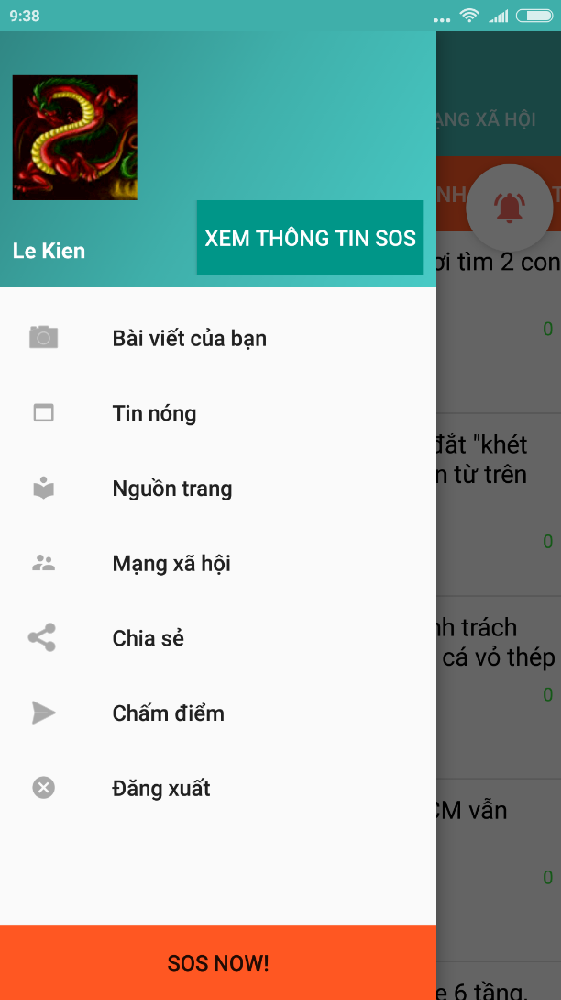 9:38
ẠNG XÃ HỘI
NH
T
Le Kien
XEM THÔNG TIN SOS
ơi tìm 2 con
0
Bài viết của bạn
Tin nóng
đắt "khét
n từ trên
0
Nguồn trang
Mạng xã hội
Chia sẻ
nh trách
cá vỏ thép
0
Chấm điểm
Đăng xuất
CM vẫn
0
SOS NOW!
e 6 tầng,